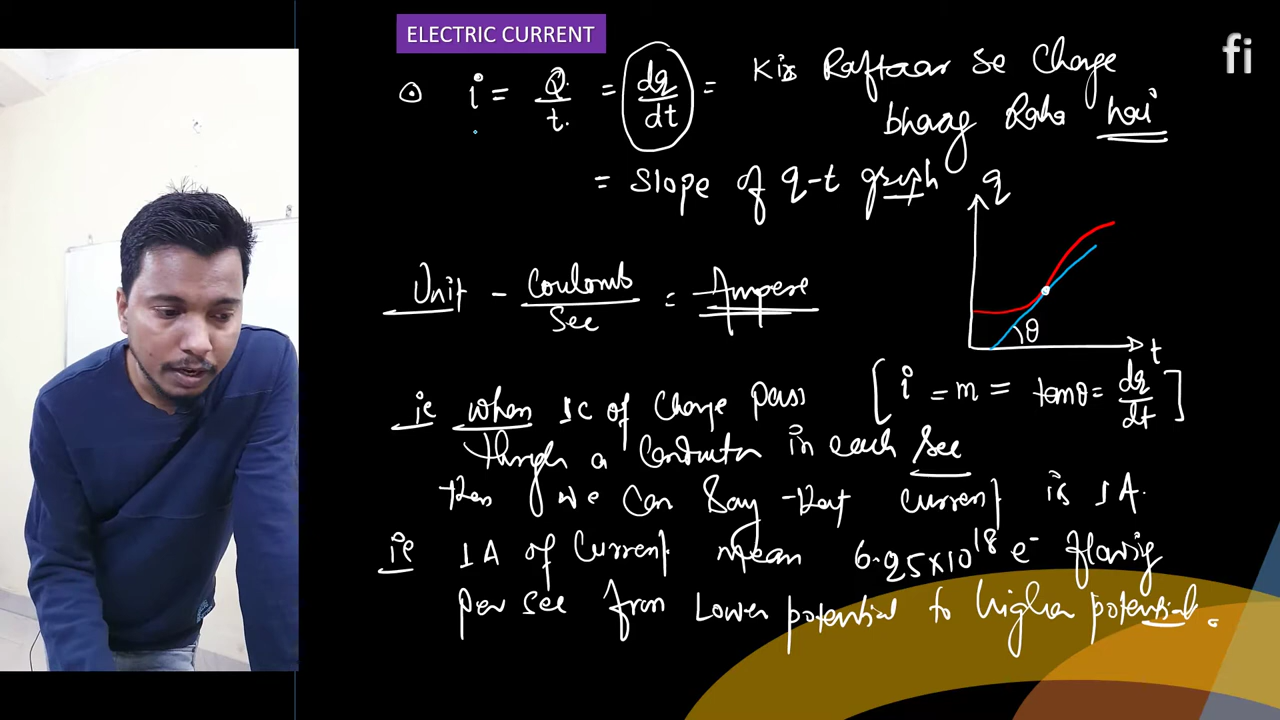 ELECTRIC CURRENT
fi
i = Q/t = dq/dt = Kis Raftaar se Charge
bhaag Raha hai
= Slope of q-t graph
q
Unit - Coulomb/Sec = Ampere
θ
t
[i = m = tanθ = dq/dt]
ie when 1C of Charge pass
through a Conductor in each sec
then we can say that current is 1A.
ie 1A of Current mean 6.25×10^18 e⁻ flowing
per sec from Lower potential to higher potential.